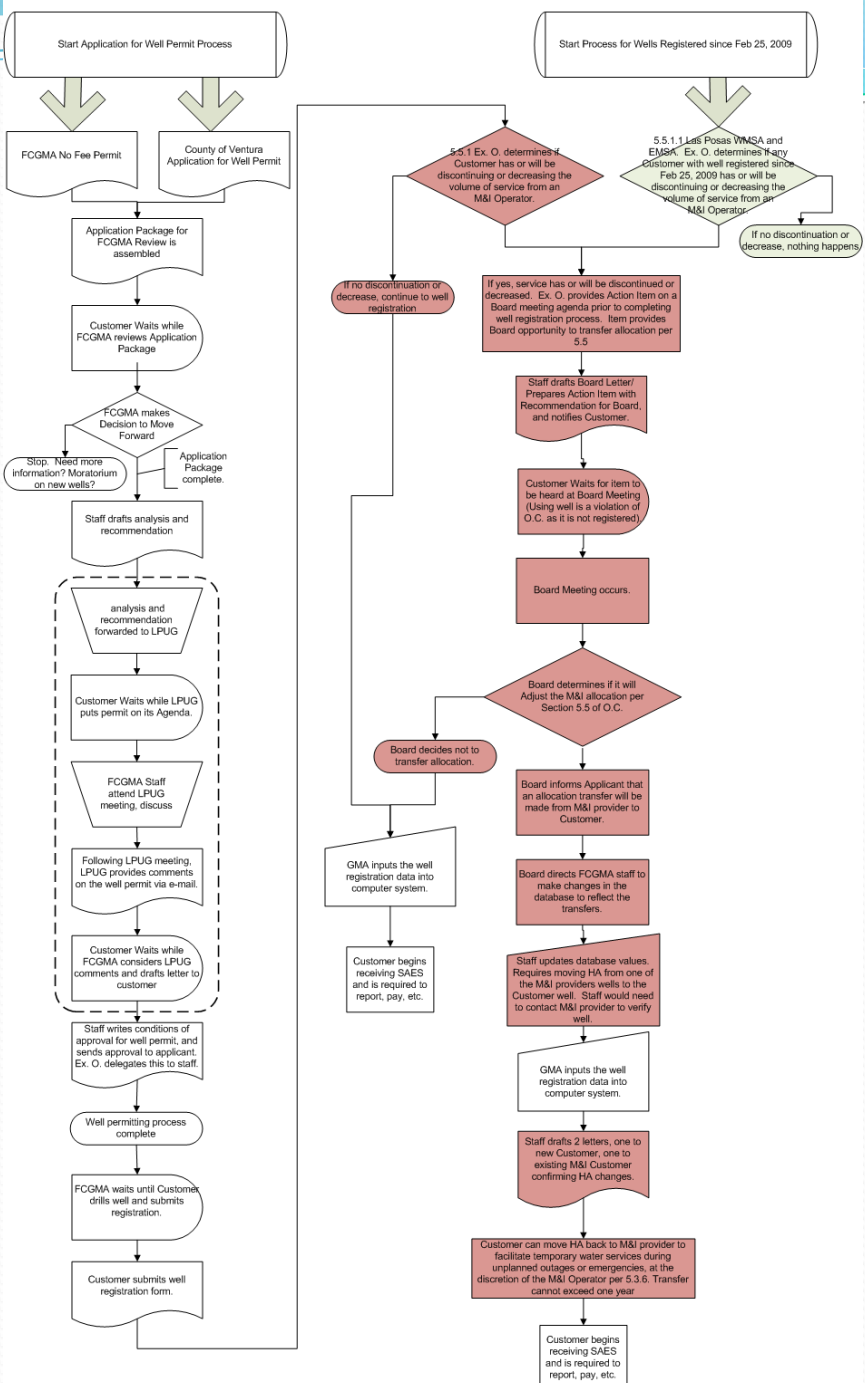 Start Application for Well Permit Process
FCGMA No Fee Permit
County of Ventura
Application for Well Permit
Application Package for
FCGMA Review is
assembled
Customer Waits while
FCGMA reviews Application
Package
FCGMA makes
Decision to Move
Forward
Stop. Need more
information? Moratorium
on new wells?
Application
Package
complete.
Staff drafts analysis and
recommendation
analysis and
recommendation
forwarded to LPUG
Customer Waits while LPUG
puts permit on its Agenda.
FCGMA Staff
attend LPUG
meeting, discuss
Following LPUG meeting,
LPUG provides comments
on the well permit via e-mail.
Customer Waits while
FCGMA considers LPUG
comments and drafts letter to
customer
Staff writes conditions of
approval for well permit, and
sends approval to applicant.
Ex. O. delegates this to staff.
Well permitting process
complete
FCGMA waits until Customer
drills well and submits
registration.
Customer submits well
registration form.
Start Process for Wells Registered since Feb 25, 2009
5.5.1 Ex. O. determines if
Customer has or will be
discontinuing or decreasing the
volume of service from an
M&I Operator.
5.5.1.1 Las Posas WMSA and
EMSA. Ex. O. determines if any
Customer with well registered since
Feb 25, 2009 has or will be
discontinuing or decreasing the
volume of service from an
M&I Operator.
If no discontinuation or
decrease, nothing happens
If no discontinuation or
decrease, continue to well
registration
If yes, service has or will be discontinued or
decreased. Ex. O. provides Action Item on a
Board meeting agenda prior to completing
well registration process. Item provides
Board opportunity to transfer allocation per
5.5
Staff drafts Board Letter/
Prepares Action Item with
Recommendation for Board,
and notifies Customer.
Customer Waits for item to
be heard at Board Meeting
(Using well is a violation of
O.C. as it is not registered).
Board Meeting occurs.
Board determines if it will
Adjust the M&I allocation per
Section 5.5 of O.C.
Board decides not to
transfer allocation.
GMA inputs the well
registration data into
computer system.
Customer begins
receiving SAES
and is required to
report, pay, etc.
Board informs Applicant that
an allocation transfer will be
made from M&I provider to
Customer.
Board directs FCGMA staff to
make changes in the
database to reflect the
transfers.
Staff updates database values.
Requires moving HA from one of
the M&I providers wells to the
Customer well. Staff would need
to contact M&I provider to verify
well.
GMA inputs the well
registration data into
computer system.
Staff drafts 2 letters, one to
new Customer, one to
existing M&I Customer
confirming HA changes.
Customer can move HA back to M&I provider to
facilitate temporary water services during
unplanned outages or emergencies, at the
discretion of the M&I Operator per 5.3.6. Transfer
cannot exceed one year
Customer begins
receiving SAES
and is required to
report, pay, etc.